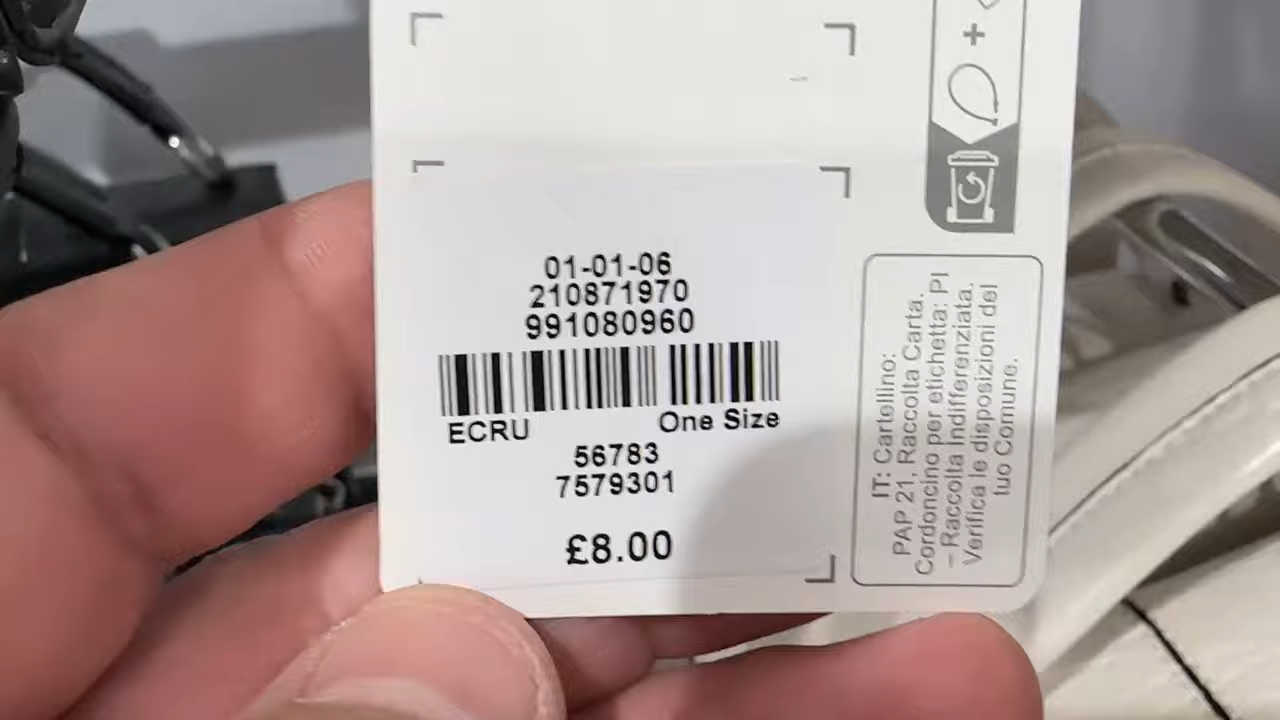 01-01-06
210871970
991080960
ECRU One Size
56783
7579301
£8.00
+
IT: Cartellino:
PAP 21, Raccolta Carta.
Cordoncino per etichetta: PI
– Raccolta Indifferenziata.
Verifica le disposizioni del
tuo Comune.